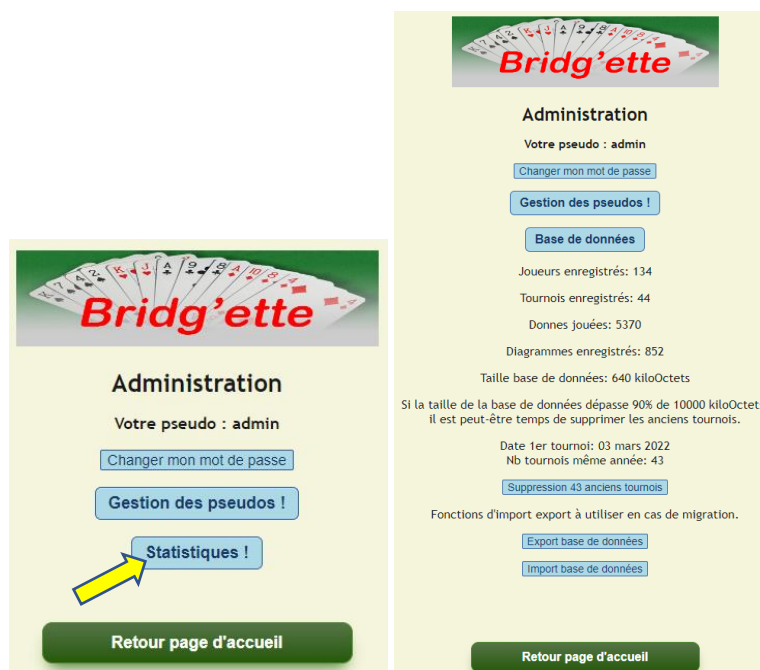 Bridg'ette
Administration
Votre pseudo : admin
Changer mon mot de passe
Gestion des pseudos !
Statistiques !
Retour page d'accueil
Bridg'ette
Administration
Votre pseudo : admin
Changer mon mot de passe
Gestion des pseudos !
Base de données
Joueurs enregistrés: 134
Tournois enregistrés: 44
Donnes jouées: 5370
Diagrammes enregistrés: 852
Taille base de données: 640 kiloOctets
Si la taille de la base de données dépasse 90% de 10000 kiloOctet
il est peut-être temps de supprimer les anciens tournois.
Date 1er tournoi: 03 mars 2022
Nb tournois même année: 43
Suppression 43 anciens tournois
Fonctions d'import export à utiliser en cas de migration.
Export base de données
Import base de données
Retour page d'accueil